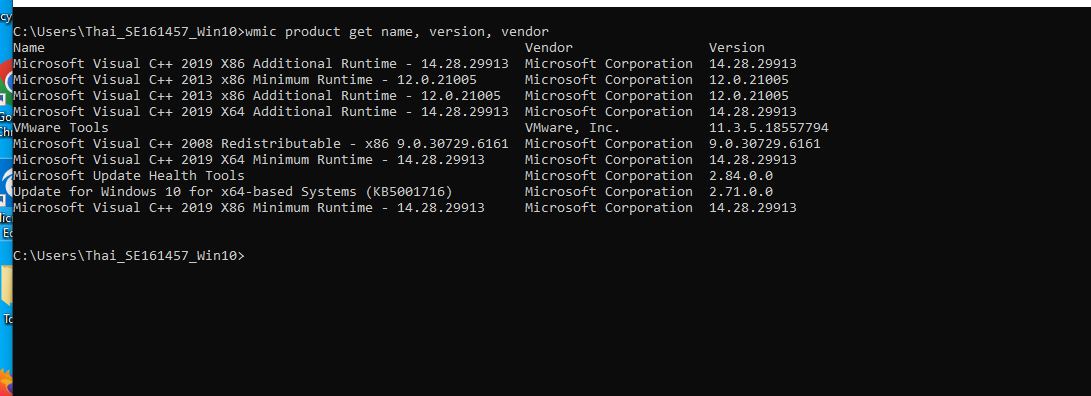 C:\Users\Thai_SE161457_Win10>wmic product get name, version, vendor
Name Vendor Version
Microsoft Visual C++ 2019 X86 Additional Runtime - 14.28.29913 Microsoft Corporation 14.28.29913
Microsoft Visual C++ 2013 x86 Minimum Runtime - 12.0.21005 Microsoft Corporation 12.0.21005
Microsoft Visual C++ 2013 x86 Additional Runtime - 12.0.21005 Microsoft Corporation 12.0.21005
Microsoft Visual C++ 2019 X64 Additional Runtime - 14.28.29913 Microsoft Corporation 14.28.29913
VMware Tools VMware, Inc. 11.3.5.18557794
Microsoft Visual C++ 2008 Redistributable - x86 9.0.30729.6161 Microsoft Corporation 9.0.30729.6161
Microsoft Visual C++ 2019 X64 Minimum Runtime - 14.28.29913 Microsoft Corporation 14.28.29913
Microsoft Update Health Tools Microsoft Corporation 2.84.0.0
Update for Windows 10 for x64-based Systems (KB5001716) Microsoft Corporation 2.71.0.0
Microsoft Visual C++ 2019 X86 Minimum Runtime - 14.28.29913 Microsoft Corporation 14.28.29913
C:\Users\Thai_SE161457_Win10>